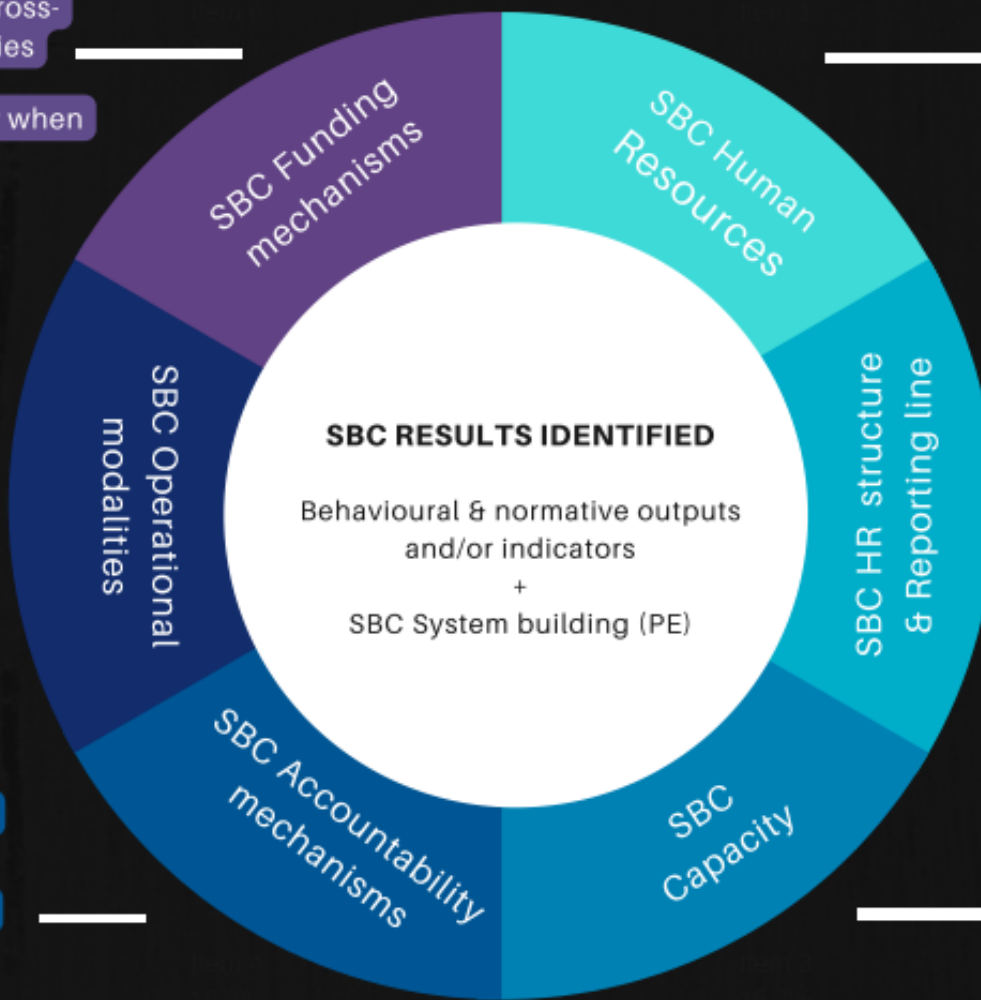 ross-
ies
when
SBC Funding
mechanisms
SBC Human
Resources
SBC HR structure
& Reporting line
SBC
Capacity
SBC Accountability
mechanisms
SBC Operational
modalities
SBC RESULTS IDENTIFIED
Behavioural & normative outputs
and/or indicators
+
SBC System building (PE)